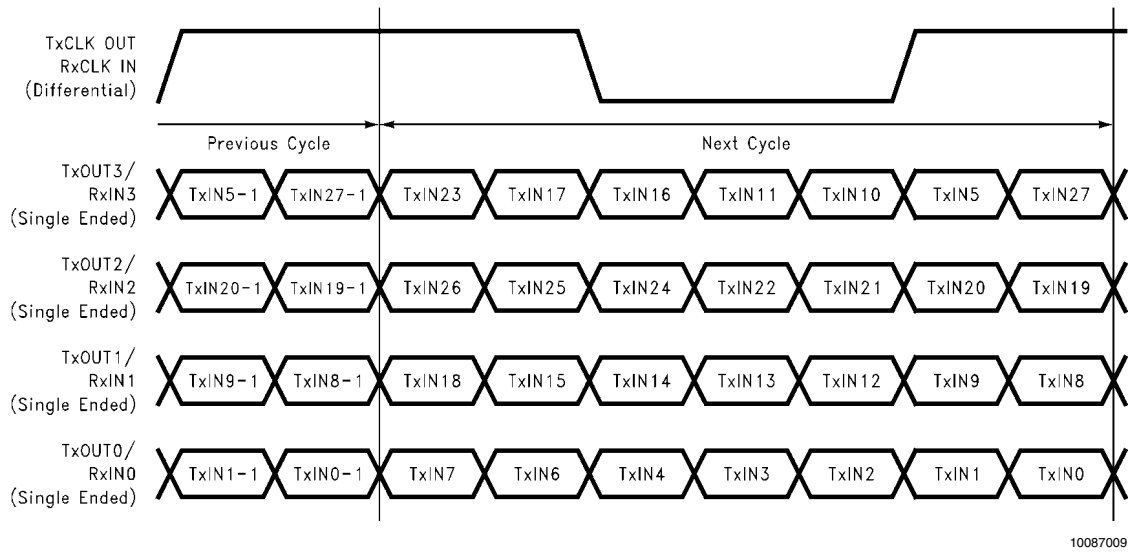 TxCLK OUT
RxCLK IN
(Differential)
Previous Cycle
Next Cycle
TxOUT3/
RxIN3
(Single Ended)
TxIN5-1 TxIN27-1 TxIN23 TxIN17 TxIN16 TxIN11 TxIN10 TxIN5 TxIN27
TxOUT2/
RxIN2
(Single Ended)
TxIN20-1 TxIN19-1 TxIN26 TxIN25 TxIN24 TxIN22 TxIN21 TxIN20 TxIN19
TxOUT1/
RxIN1
(Single Ended)
TxIN9-1 TxIN8-1 TxIN18 TxIN15 TxIN14 TxIN13 TxIN12 TxIN9 TxIN8
TxOUT0/
RxIN0
(Single Ended)
TxIN1-1 TxIN0-1 TxIN7 TxIN6 TxIN4 TxIN3 TxIN2 TxIN1 TxIN0
10087009